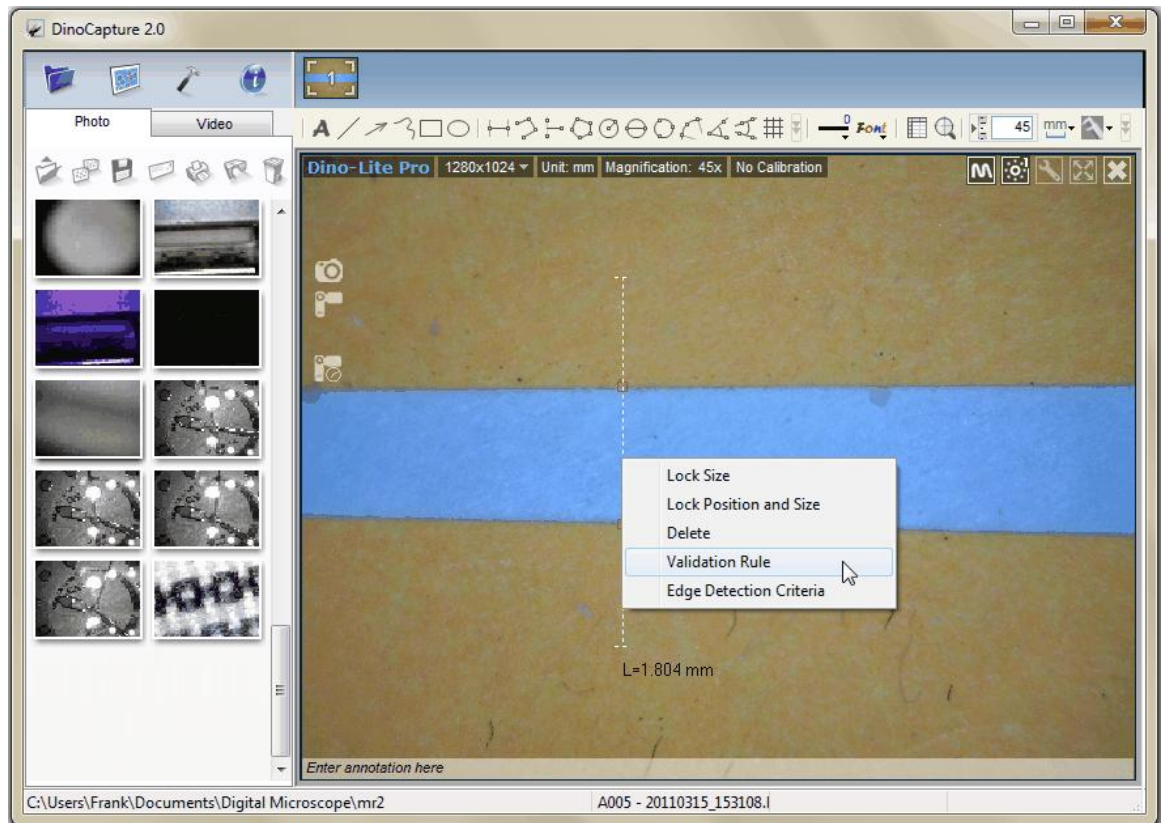 DinoCapture 2.0
1
Photo Video
A 0 Font 45 mm
Dino-Lite Pro 1280x1024 Unit: mm Magnification: 45x No Calibration
Lock Size
Lock Position and Size
Delete
Validation Rule
Edge Detection Criteria
L=1.804 mm
Enter annotation here
C:\Users\Frank\Documents\Digital Microscope\mr2 A005 - 20110315_153108.